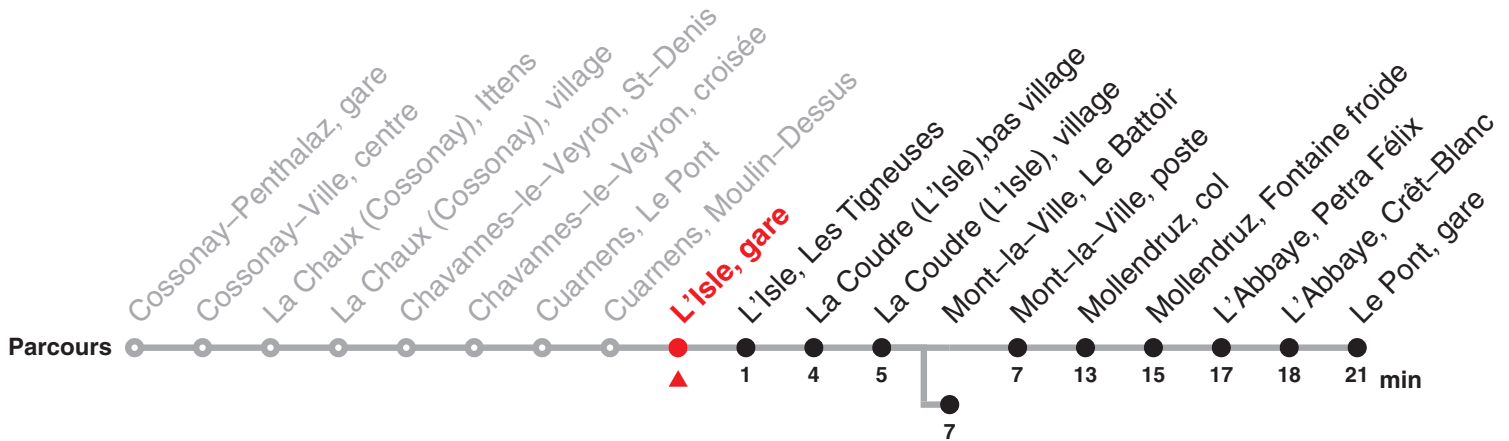 Cossonay–Penthalaz, gare
Cossonay–Ville, centre
La Chaux (Cossonay), Ittens
La Chaux (Cossonay), village
Chavannes–le–Veyron, St–Denis
Chavannes–le–Veyron, croisée
Cuarnens, Le Pont
Cuarnens, Moulin–Dessus
L'Isle, gare
L'Isle, Les Tigneuses
La Coudre (L'Isle),bas village
La Coudre (L'Isle), village
Mont–la–Ville, Le Battoir
Mont–la–Ville, poste
Mollendruz, col
Mollendruz, Fontaine froide
L'Abbaye, Petra Félix
L'Abbaye, Crêt–Blanc
Le Pont, gare
Parcours
1 4 5 7 13 15 17 18 21 min
7